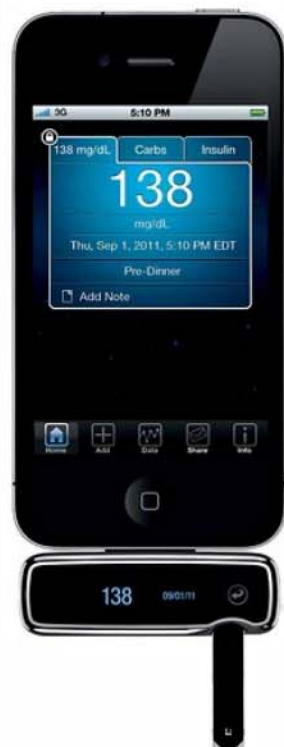 3G 5:10 PM
138 mg/dL Carbs Insulin
138
mg/dL
Thu, Sep 1, 2011, 5:10 PM EDT
Pre-Dinner
Add Note
Home Add Data Share Info
138 09/01/11